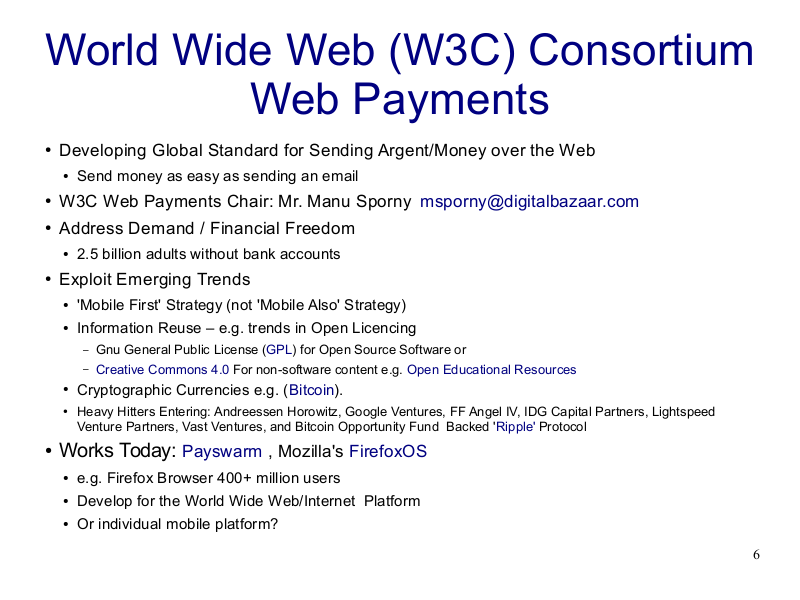 World Wide Web (W3C) Consortium
Web Payments
• Developing Global Standard for Sending Argent/Money over the Web
• Send money as easy as sending an email
• W3C Web Payments Chair: Mr. Manu Sporny msporny@digitalbazaar.com
• Address Demand / Financial Freedom
• 2.5 billion adults without bank accounts
• Exploit Emerging Trends
• 'Mobile First' Strategy (not 'Mobile Also' Strategy)
• Information Reuse – e.g. trends in Open Licencing
– Gnu General Public License (GPL) for Open Source Software or
– Creative Commons 4.0 For non-software content e.g. Open Educational Resources
• Cryptographic Currencies e.g. (Bitcoin).
• Heavy Hitters Entering: Andreessen Horowitz, Google Ventures, FF Angel IV, IDG Capital Partners, Lightspeed
Venture Partners, Vast Ventures, and Bitcoin Opportunity Fund Backed 'Ripple' Protocol
• Works Today: Payswarm , Mozilla's FirefoxOS
• e.g. Firefox Browser 400+ million users
• Develop for the World Wide Web/Internet Platform
• Or individual mobile platform?
6